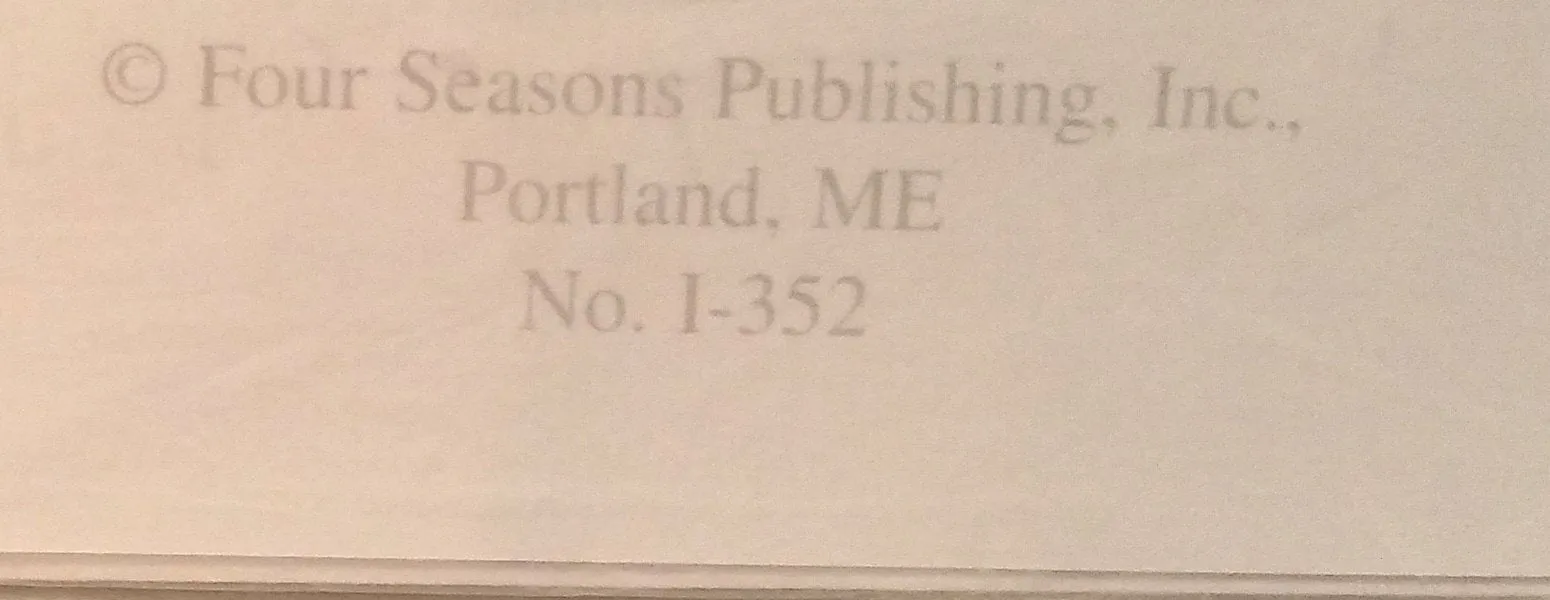 © Four Seasons Publishing, Inc.,
Portland, ME
No. I-352